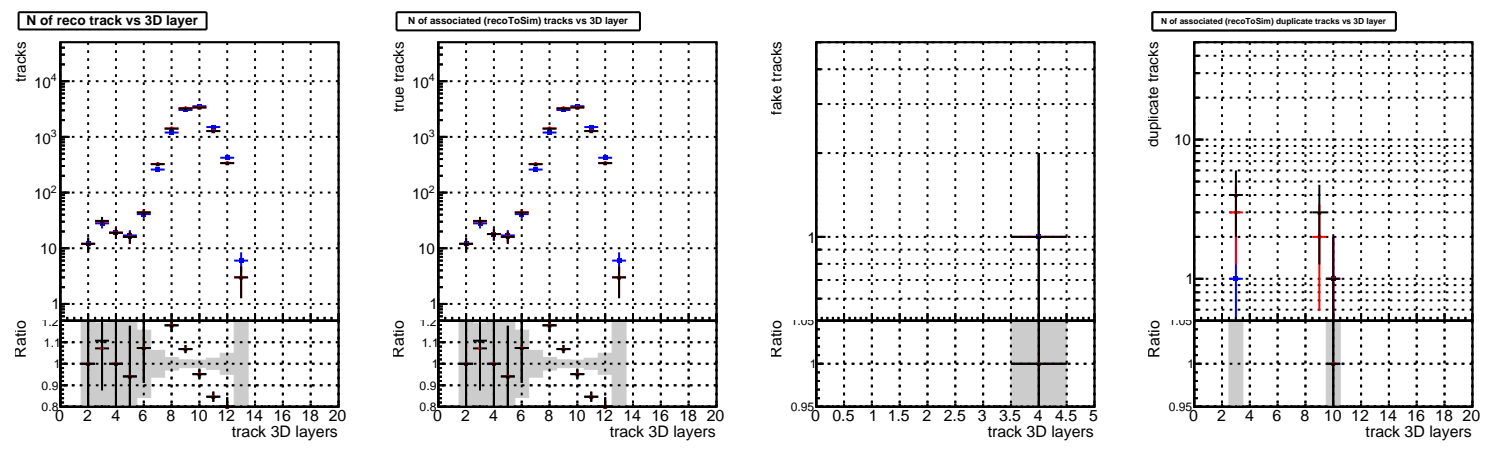 N of reco track vs 3D layer
tracks
10⁴
10³
10²
10
1
Ratio
1.2
1.1
1
0.9
0.8
0 2 4 6 8 10 12 14 16 18 20
track 3D layers
N of associated (recoToSim) tracks vs 3D layer
true tracks
10⁴
10³
10²
10
1
Ratio
1.2
1.1
1
0.9
0.8
0 2 4 6 8 10 12 14 16 18 20
track 3D layers
fake tracks
1
Ratio
1.05
1
0.95
0 0.5 1 1.5 2 2.5 3 3.5 4 4.5 5
track 3D layers
N of associated (recoToSim) duplicate tracks vs 3D layer
duplicate tracks
10
1
Ratio
1.05
1
0.95
0 2 4 6 8 10 12 14 16 18 20
track 3D layers